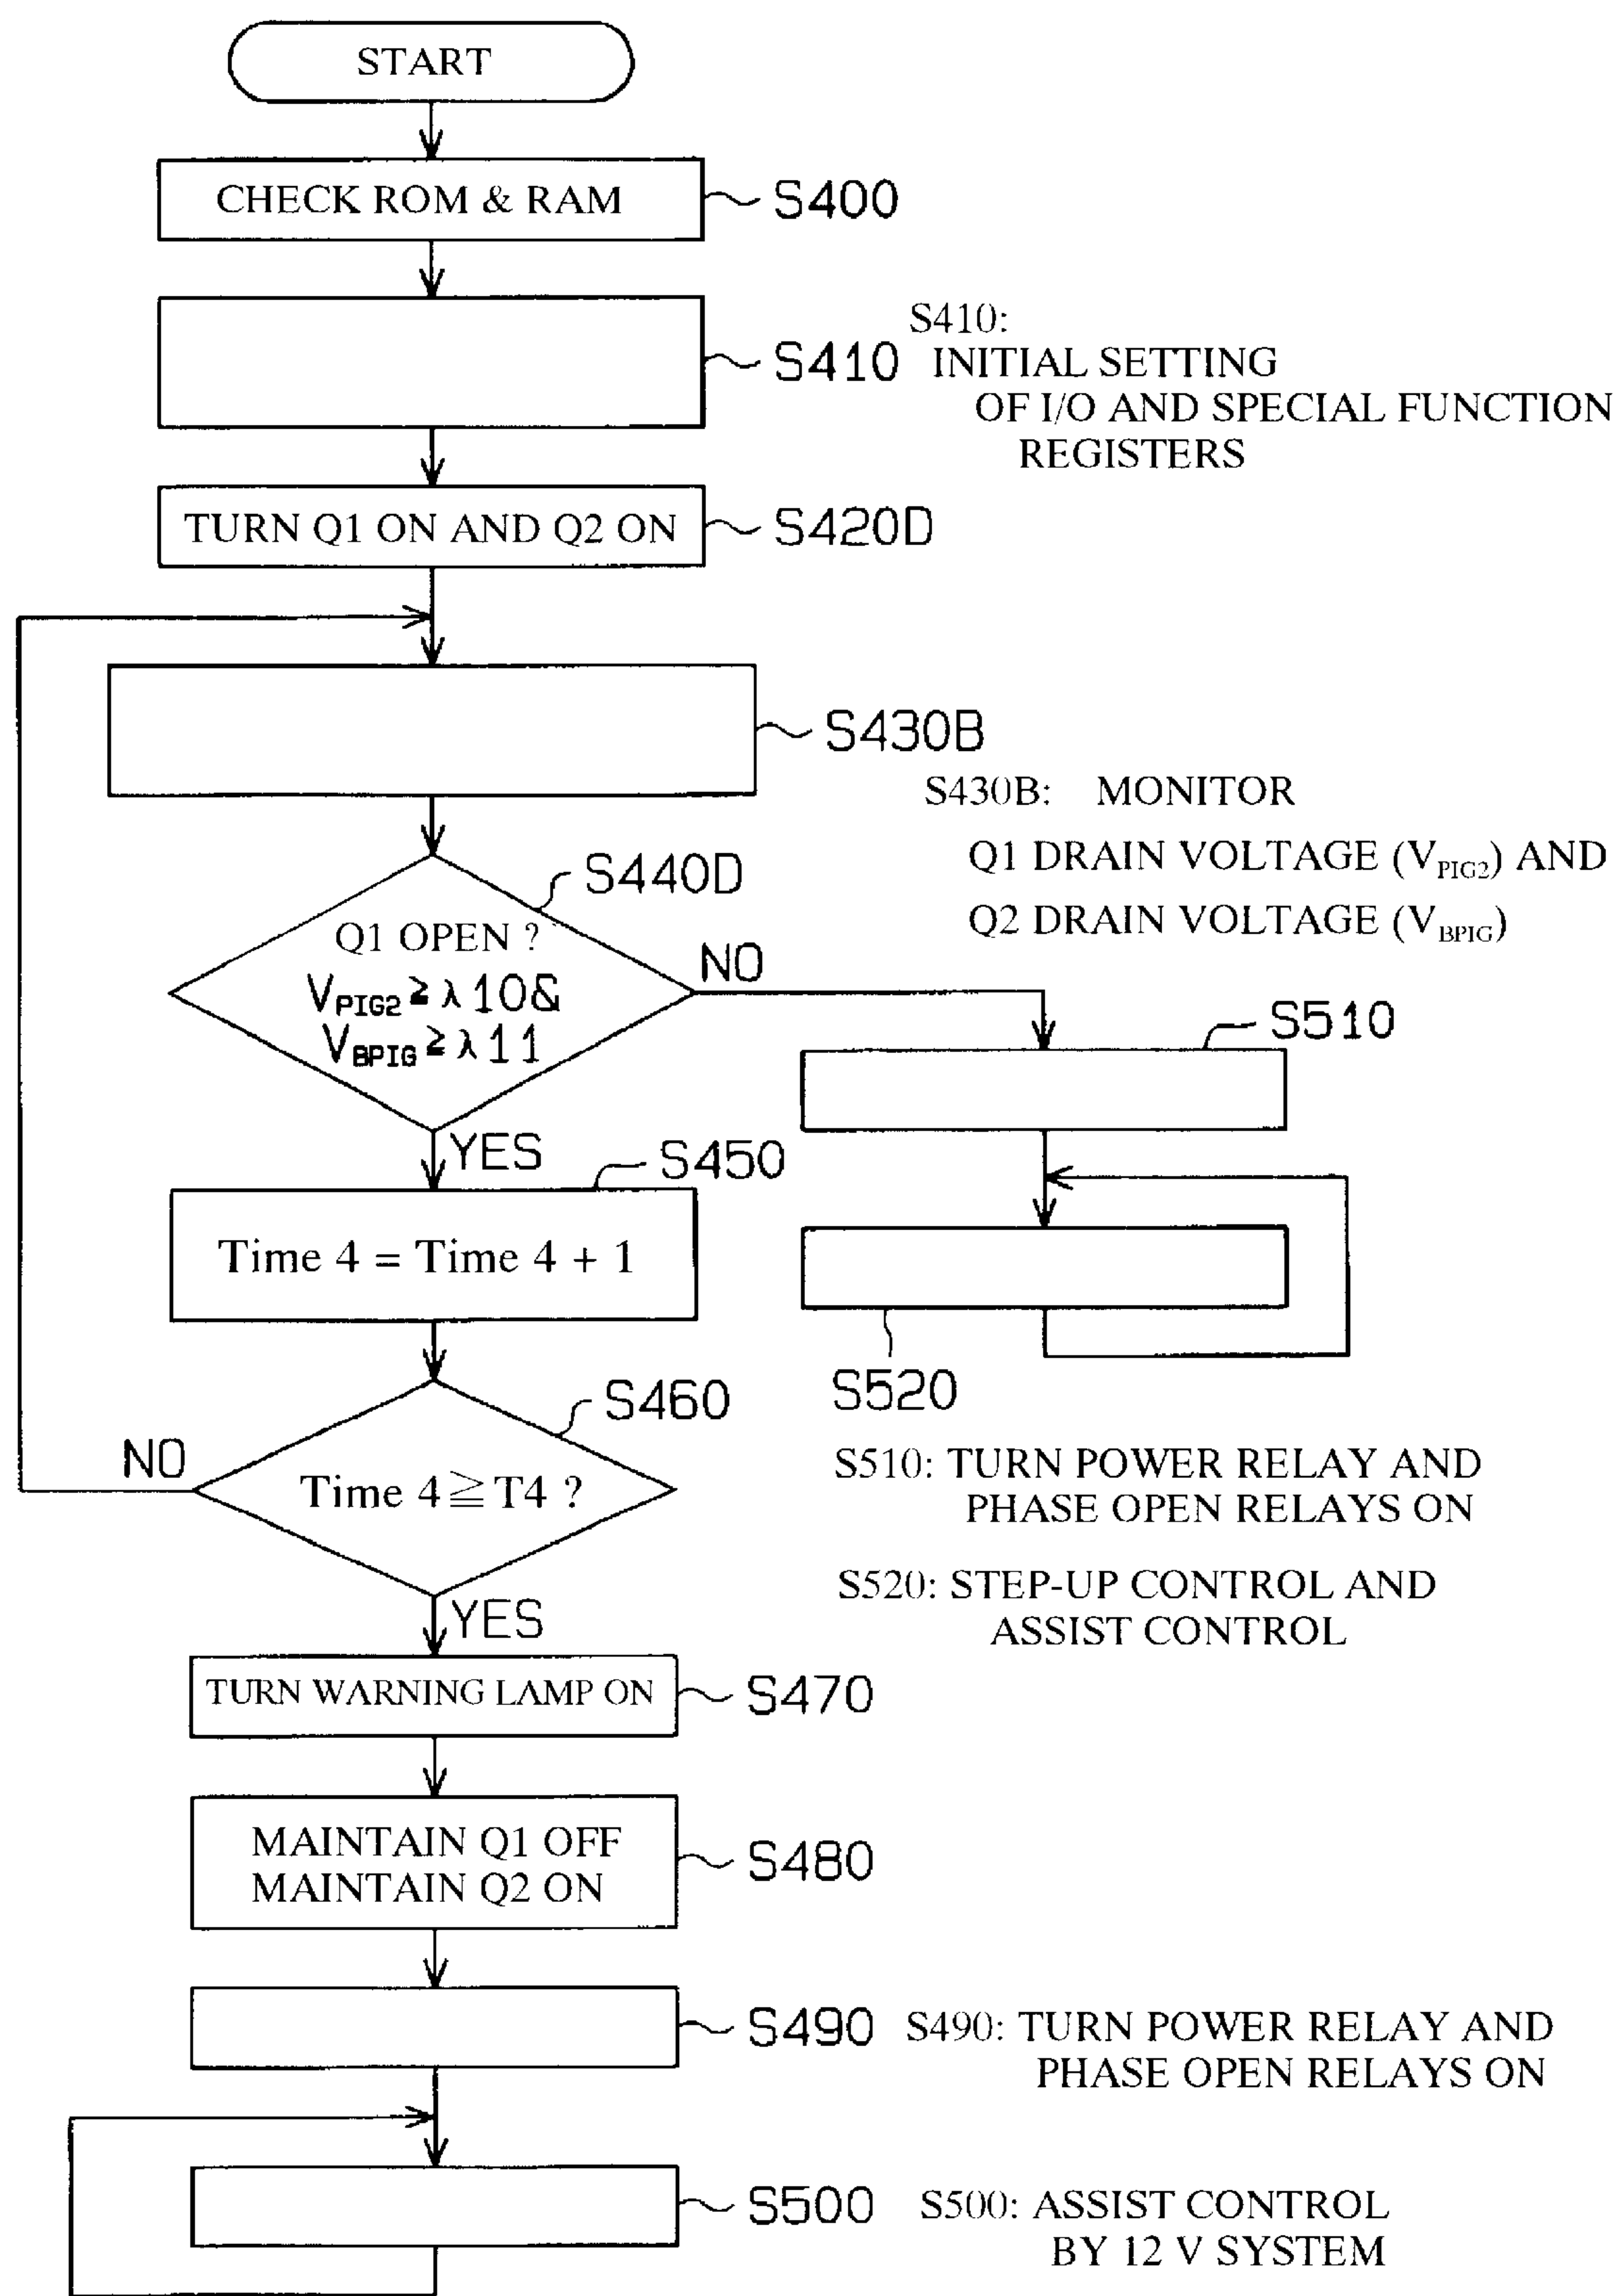 START
CHECK ROM & RAM
S400
S410
S410:
INITIAL SETTING
OF I/O AND SPECIAL FUNCTION
REGISTERS
TURN Q1 ON AND Q2 ON
S420D
S430B
S430B: MONITOR
Q1 DRAIN VOLTAGE (VPIG2) AND
Q2 DRAIN VOLTAGE (VBPIG)
S440D
Q1 OPEN ?
VPIG2 ≧ λ10&
VBPIG ≧ λ11
NO
YES
S510
S450
Time 4 = Time 4 + 1
S520
S460
NO
Time 4 ≧ T4 ?
YES
S510: TURN POWER RELAY AND
PHASE OPEN RELAYS ON
S520: STEP-UP CONTROL AND
ASSIST CONTROL
TURN WARNING LAMP ON
S470
MAINTAIN Q1 OFF
MAINTAIN Q2 ON
S480
S490
S490: TURN POWER RELAY AND
PHASE OPEN RELAYS ON
S500
S500: ASSIST CONTROL
BY 12 V SYSTEM